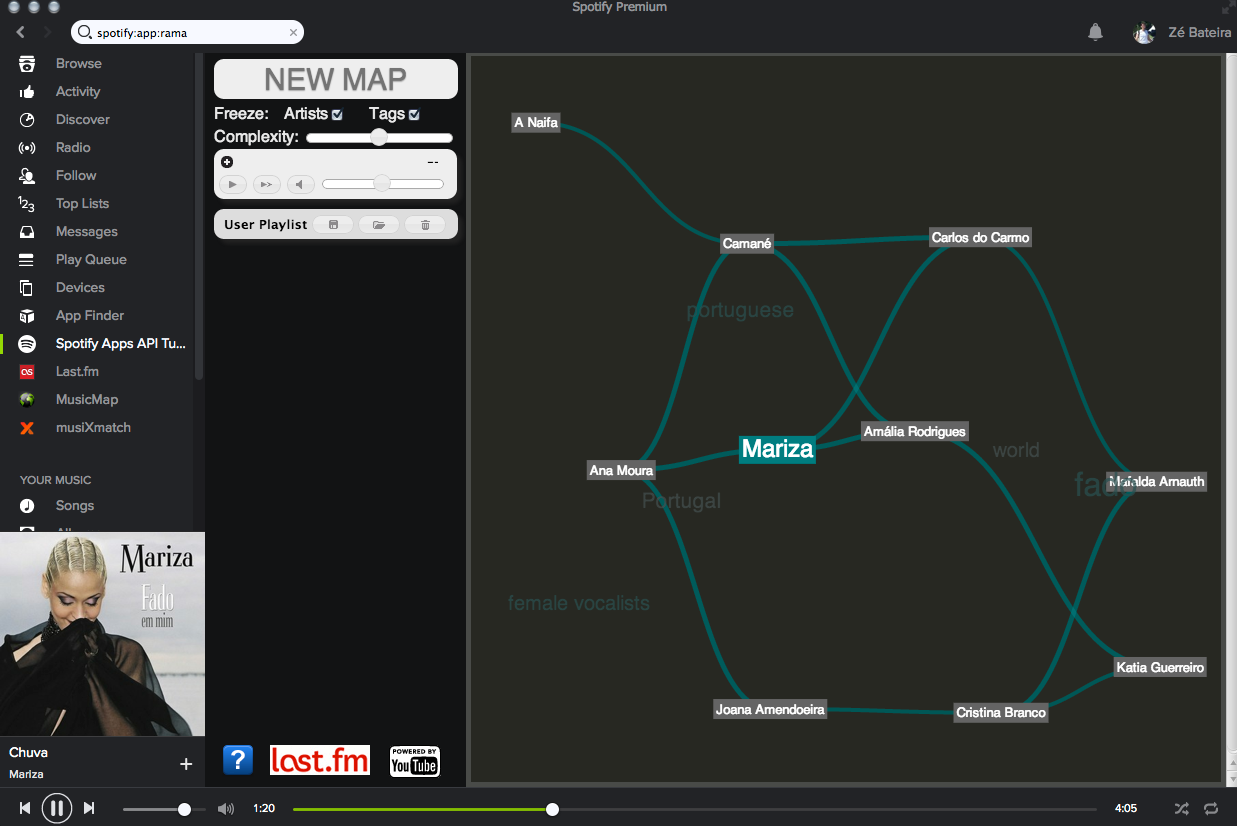 Spotify Premium
spotify:app:rama
Zé Bateira
Browse
Activity
Discover
Radio
Follow
Top Lists
Messages
Play Queue
Devices
App Finder
Spotify Apps API Tu...
Last.fm
MusicMap
musiXmatch
YOUR MUSIC
Songs
Mariza
Fado
em mim
Chuva
Mariza
NEW MAP
Freeze: Artists Tags
Complexity:
--
User Playlist
?
last.fm
POWERED BY
YouTube
A Naifa
Camané
Carlos do Carmo
portuguese
Mariza
Amália Rodrigues
world
Ana Moura
Portugal
fado
Mafalda Arnauth
female vocalists
Katia Guerreiro
Joana Amendoeira
Cristina Branco
1:20
4:05